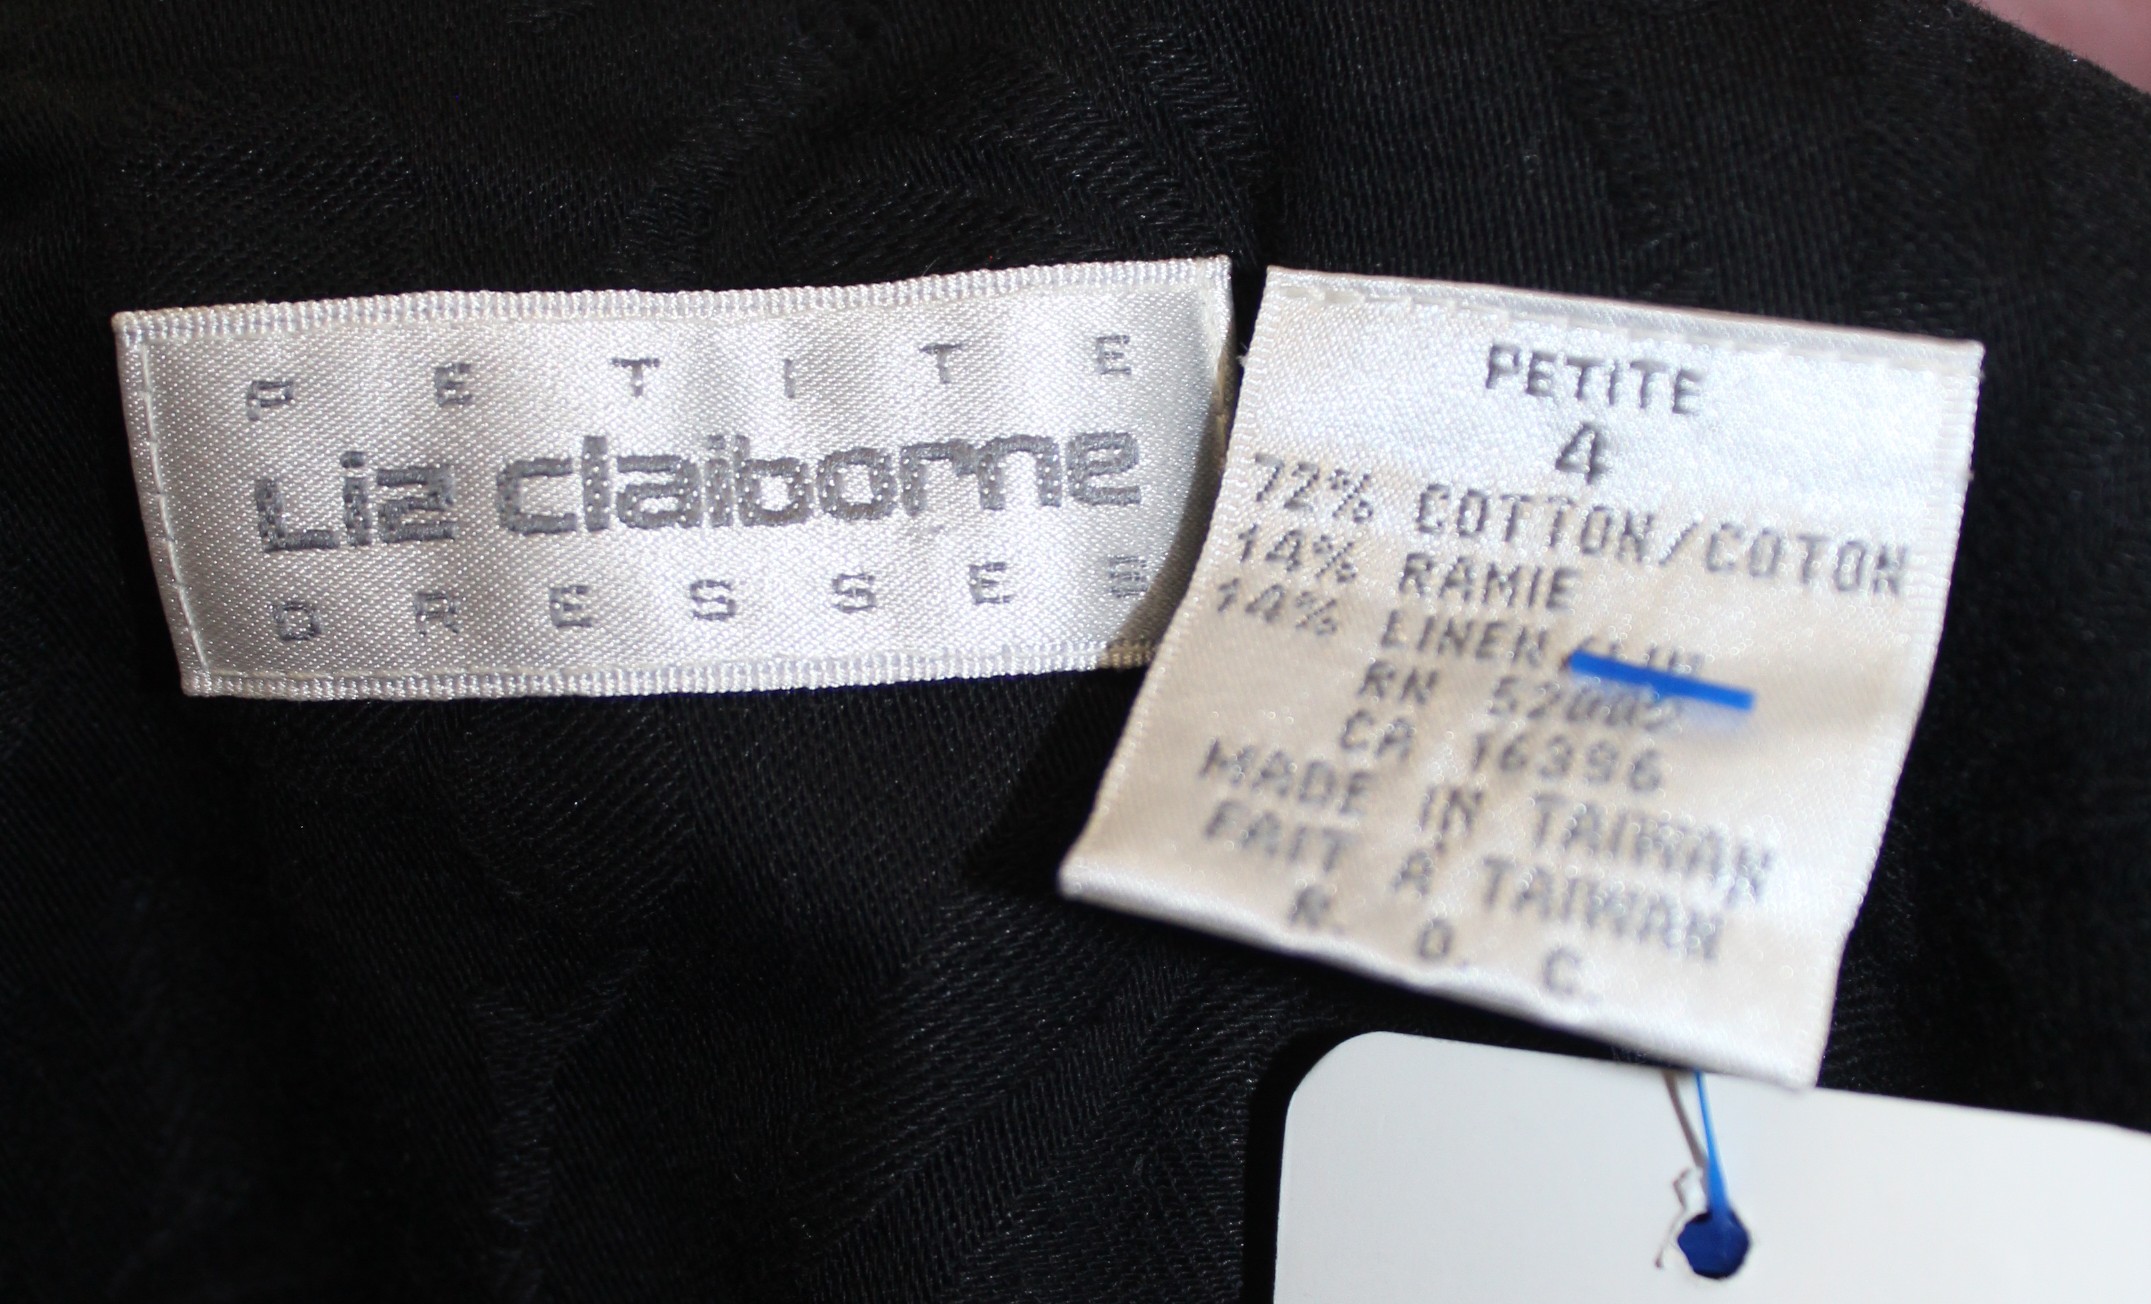 PETITE
Liz claiborne
DRESSES
PETITE
4
72% COTTON/COTON
14% RAMIE
14% LINEN
RN 52002
CA 16396
MADE IN TAIWAN
FAIT A TAIWAN
R. O. C.